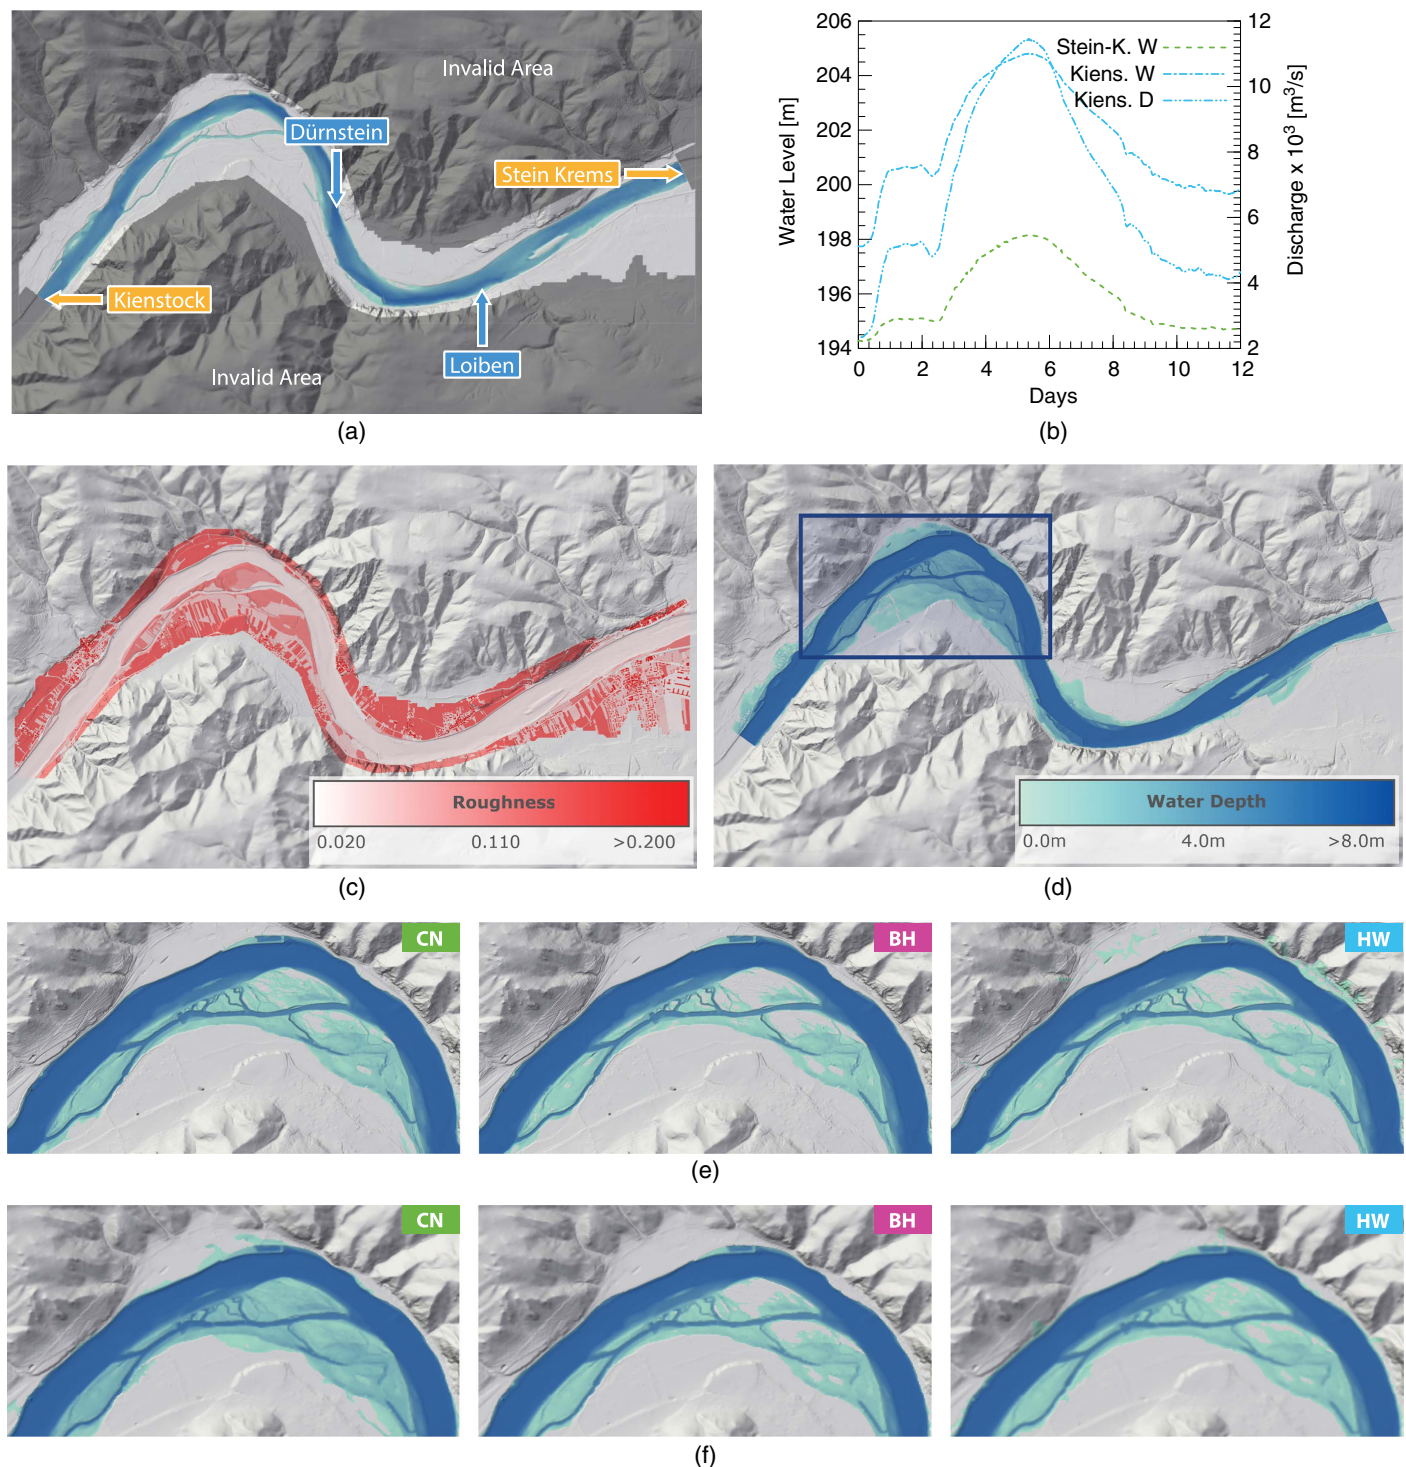 Invalid Area
Dürnstein
Stein Krems
Kienstock
Loiben
Invalid Area
(a)
206
204
202
200
198
196
194
Water Level [m]
12
10
8
6
4
2
Discharge x 10³ [m³/s]
Stein-K. W
Kiens. W
Kiens. D
0 2 4 6 8 10 12
Days
(b)
Roughness
0.020 0.110 >0.200
(c)
Water Depth
0.0m 4.0m >8.0m
(d)
CN
BH
HW
(e)
CN
BH
HW
(f)